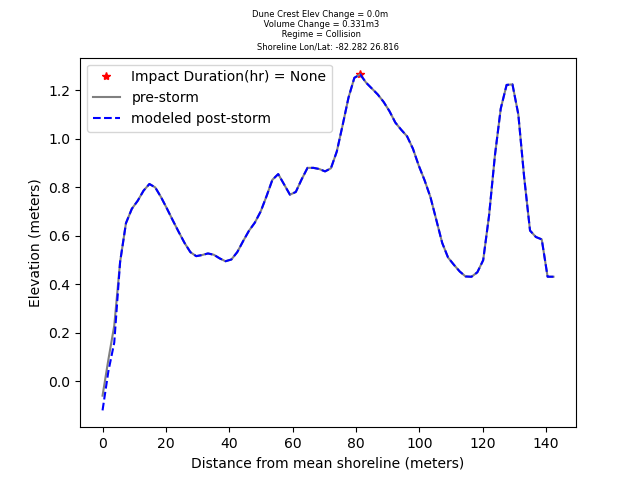 Dune Crest Elev Change = 0.0m
Volume Change = 0.331m3
Regime = Collision
Shoreline Lon/Lat: -82.282 26.816
Impact Duration(hr) = None
pre-storm
modeled post-storm
Elevation (meters)
1.2
1.0
0.8
0.6
0.4
0.2
0.0
0 20 40 60 80 100 120 140
Distance from mean shoreline (meters)